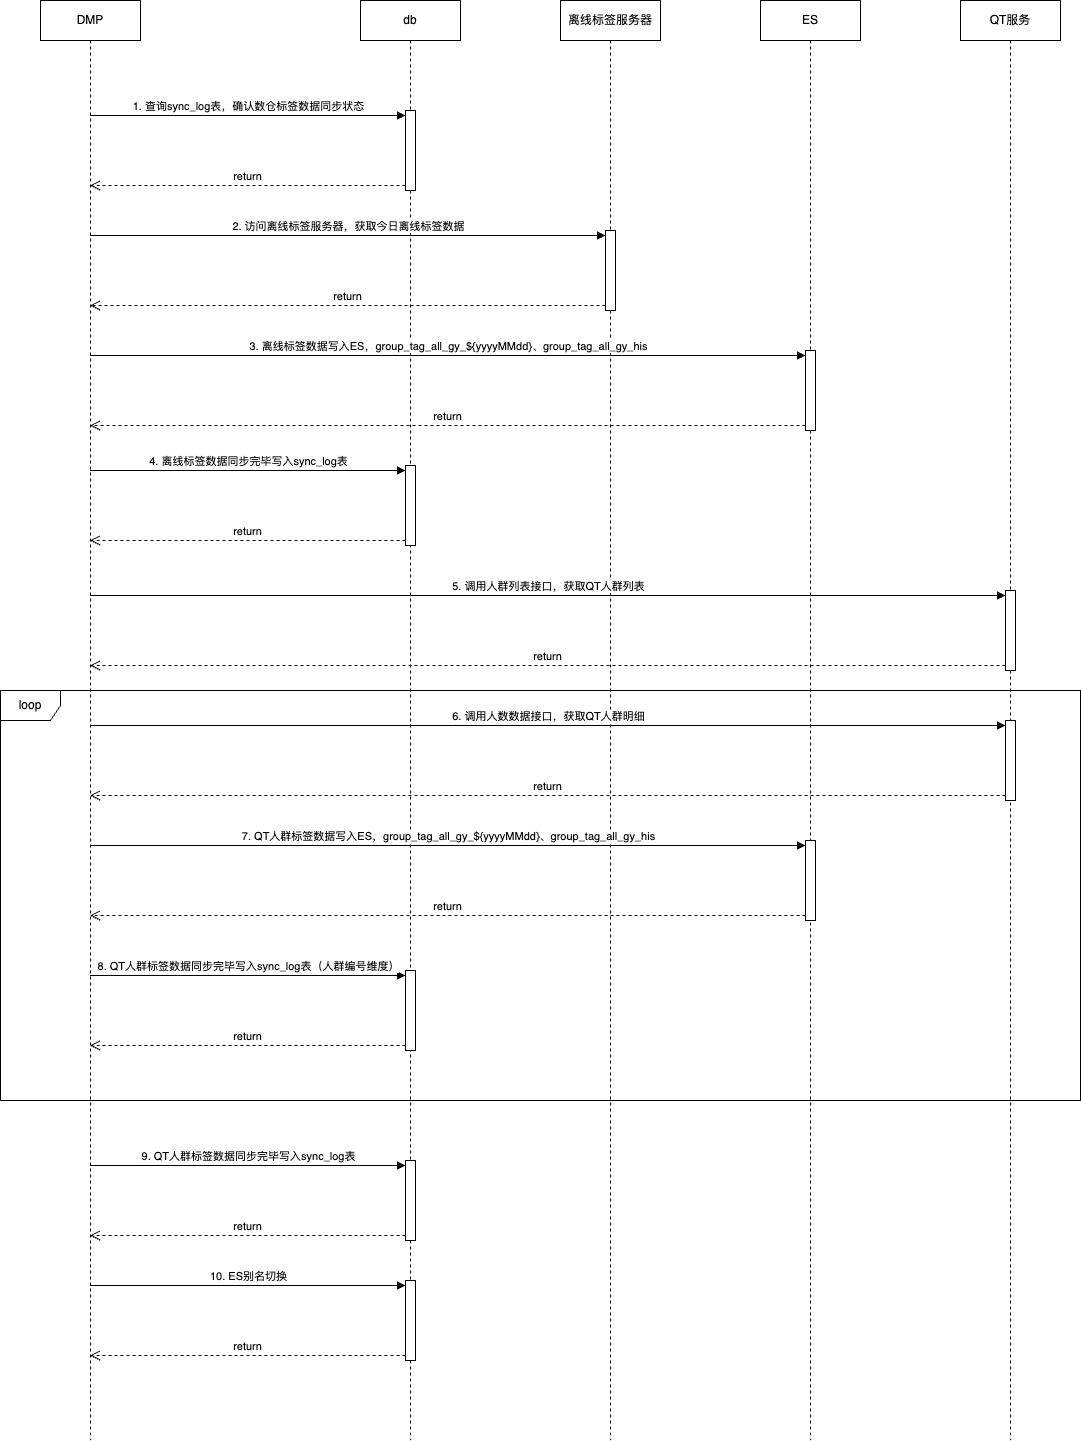 DMP
db
离线标签服务器
ES
QT服务
1. 查询sync_log表，确认数仓标签数据同步状态
return
2. 访问离线标签服务器，获取今日离线标签数据
return
3. 离线标签数据写入ES，group_tag_all_gy_${yyyyMMdd}、group_tag_all_gy_his
return
4. 离线标签数据同步完毕写入sync_log表
return
5. 调用人群列表接口，获取QT人群列表
return
loop
6. 调用人数数据接口，获取QT人群明细
return
7. QT人群标签数据写入ES，group_tag_all_gy_${yyyyMMdd}、group_tag_all_gy_his
return
8. QT人群标签数据同步完毕写入sync_log表（人群编号维度）
return
9. QT人群标签数据同步完毕写入sync_log表
return
10. ES别名切换
return